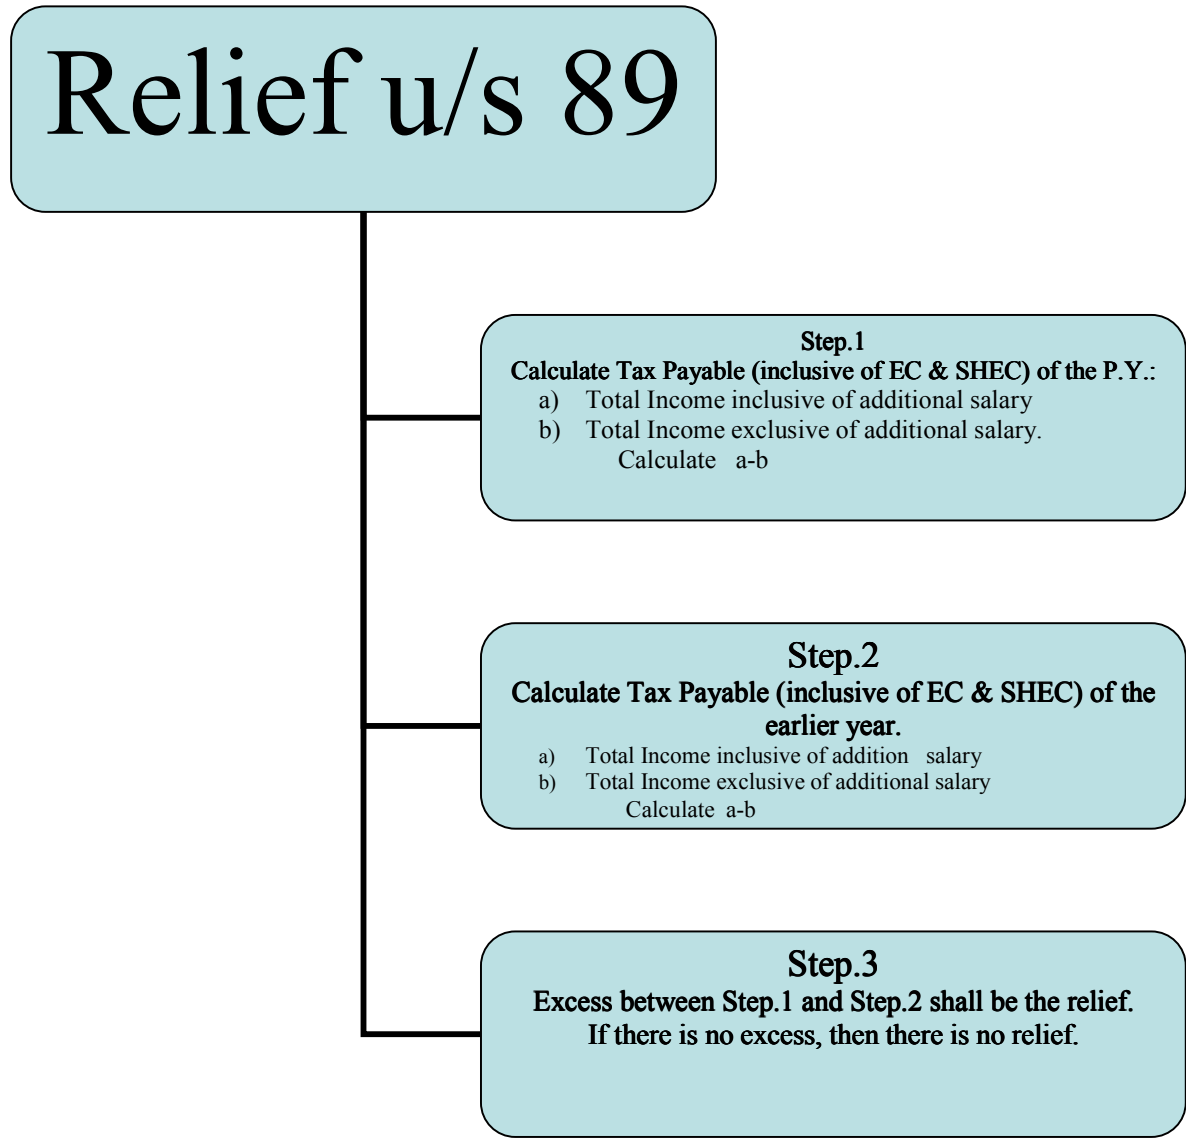 Relief u/s 89
Step.1
Calculate Tax Payable (inclusive of EC & SHEC) of the P.Y.:
a) Total Income inclusive of additional salary
b) Total Income exclusive of additional salary.
Calculate a-b
Step.2
Calculate Tax Payable (inclusive of EC & SHEC) of the
earlier year.
a) Total Income inclusive of addition salary
b) Total Income exclusive of additional salary
Calculate a-b
Step.3
Excess between Step.1 and Step.2 shall be the relief.
If there is no excess, then there is no relief.